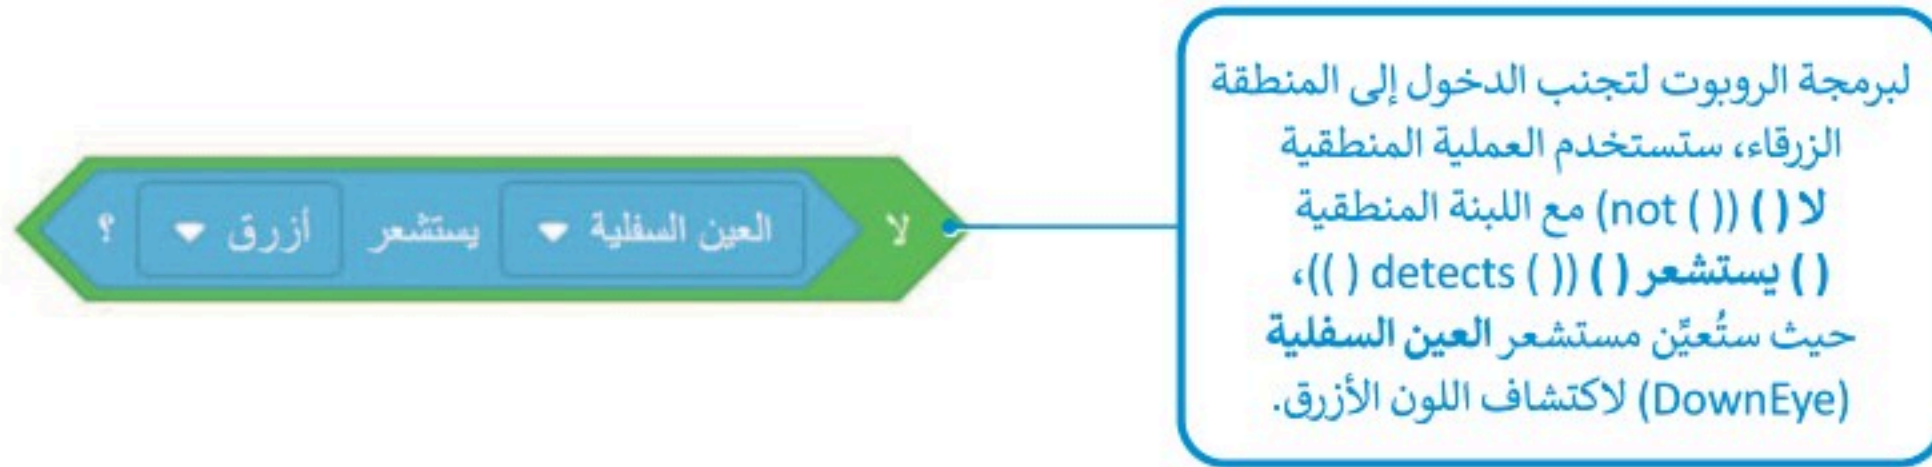 لبرمجة الروبوت لتجنب الدخول إلى المنطقة
الزرقاء، ستستخدم العملية المنطقية
لا ( ) (not ( )) مع اللبنة المنطقية
( ) يستشعر ( ) (( ) detects ( ))،
حيث ستُعيِّن مستشعر العين السفلية
(DownEye) لاكتشاف اللون الأزرق.
لا العين السفلية يستشعر أزرق ؟